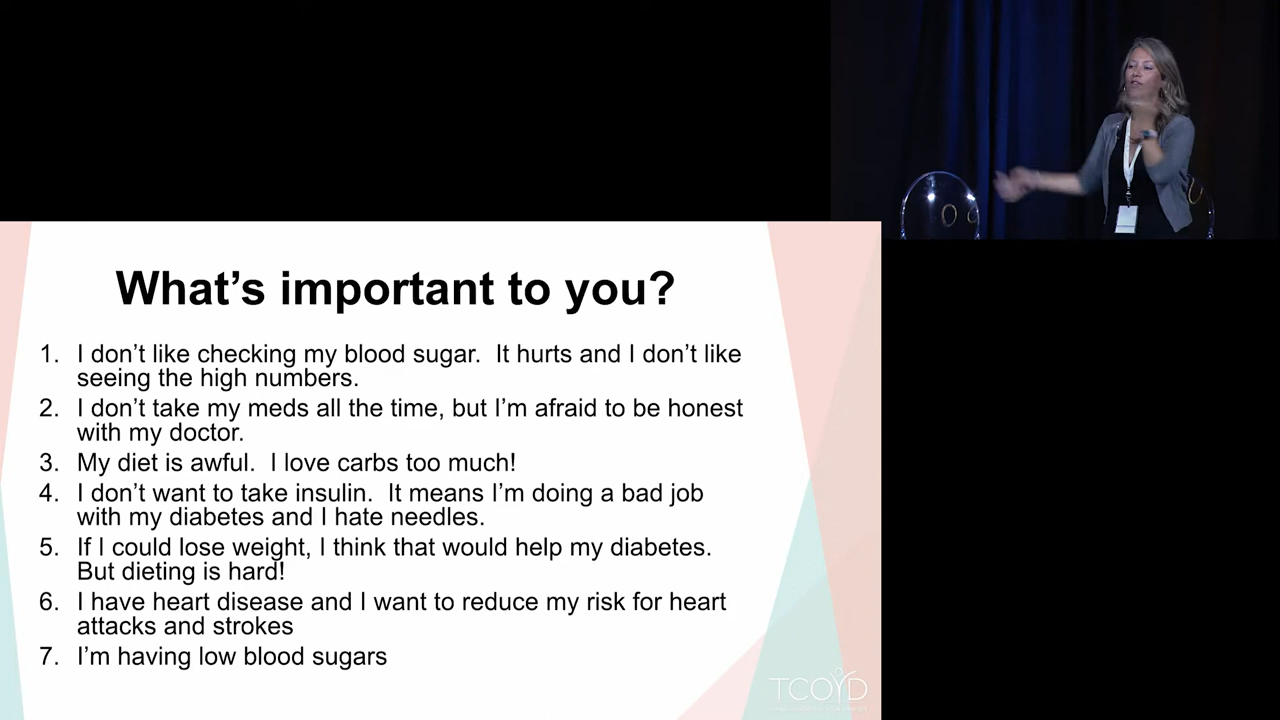 What's important to you?
1. I don't like checking my blood sugar.  It hurts and I don't like
seeing the high numbers.
2. I don't take my meds all the time, but I'm afraid to be honest
with my doctor.
3. My diet is awful.  I love carbs too much!
4. I don't want to take insulin.  It means I'm doing a bad job
with my diabetes and I hate needles.
5. If I could lose weight, I think that would help my diabetes.
But dieting is hard!
6. I have heart disease and I want to reduce my risk for heart
attacks and strokes
7. I'm having low blood sugars
TCOYD